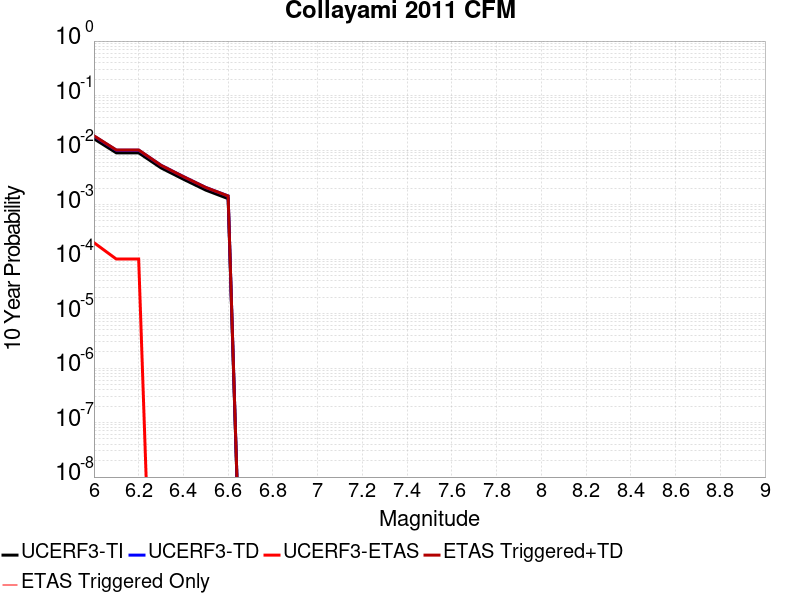 Collayami 2011 CFM
10 Year Probability
10^0
10^-1
10^-2
10^-3
10^-4
10^-5
10^-6
10^-7
10^-8
6 6.2 6.4 6.6 6.8 7 7.2 7.4 7.6 7.8 8 8.2 8.4 8.6 8.8 9
Magnitude
UCERF3-TI UCERF3-TD UCERF3-ETAS ETAS Triggered+TD
ETAS Triggered Only